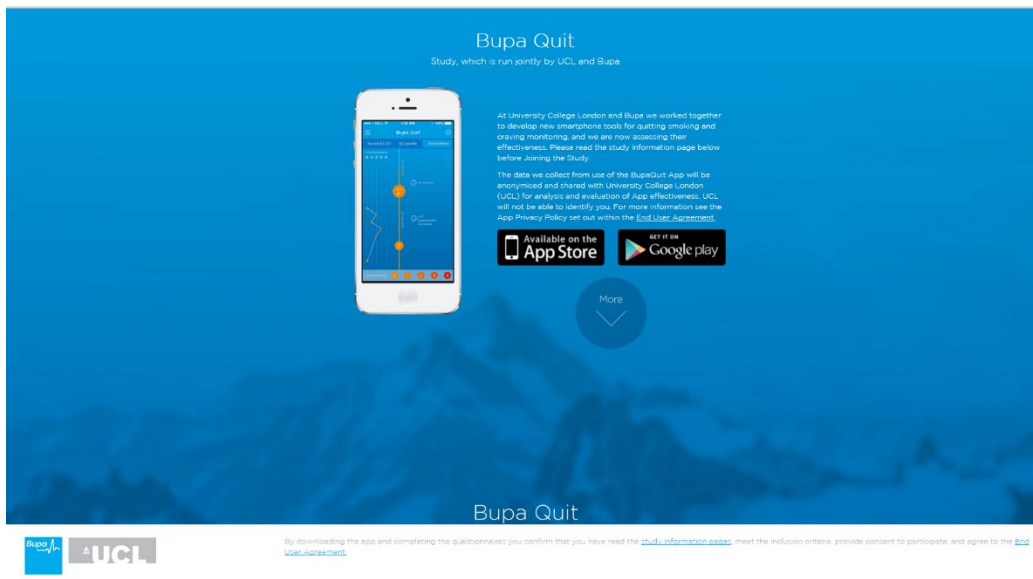 Bupa Quit
Study, which is run jointly by UCL and Bupa
Bupa Quit
At University College London and Bupa we worked together
to develop new smartphone tools for quitting smoking and
craving monitoring, and we are now assessing their
effectiveness. Please read the study information page below
before Joining the Study.
The data we collect from use of the BupaQuit App will be
anonymised and shared with University College London
(UCL) for analysis and evaluation of App effectiveness. UCL
will not be able to identify you. For more information see the
App Privacy Policy set out within the End User Agreement.
Available on the
App Store
GET IT ON
Google play
More
Bupa Quit
Bupa
UCL
By downloading the app and completing the questionnaires you confirm that you have read the study information pages, meet the inclusion criteria, provide consent to participate, and agree to the End
User Agreement.